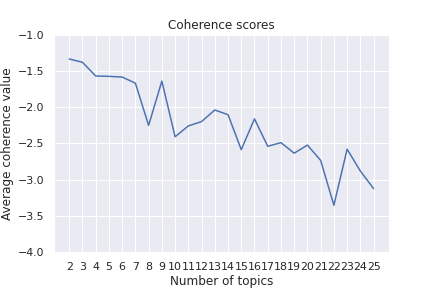 Coherence scores
−1.0
−1.5
−2.0
−2.5
−3.0
−3.5
−4.0
Average coherence value
2 3 4 5 6 7 8 9 10 11 12 13 14 15 16 17 18 19 20 21 22 23 24 25
Number of topics